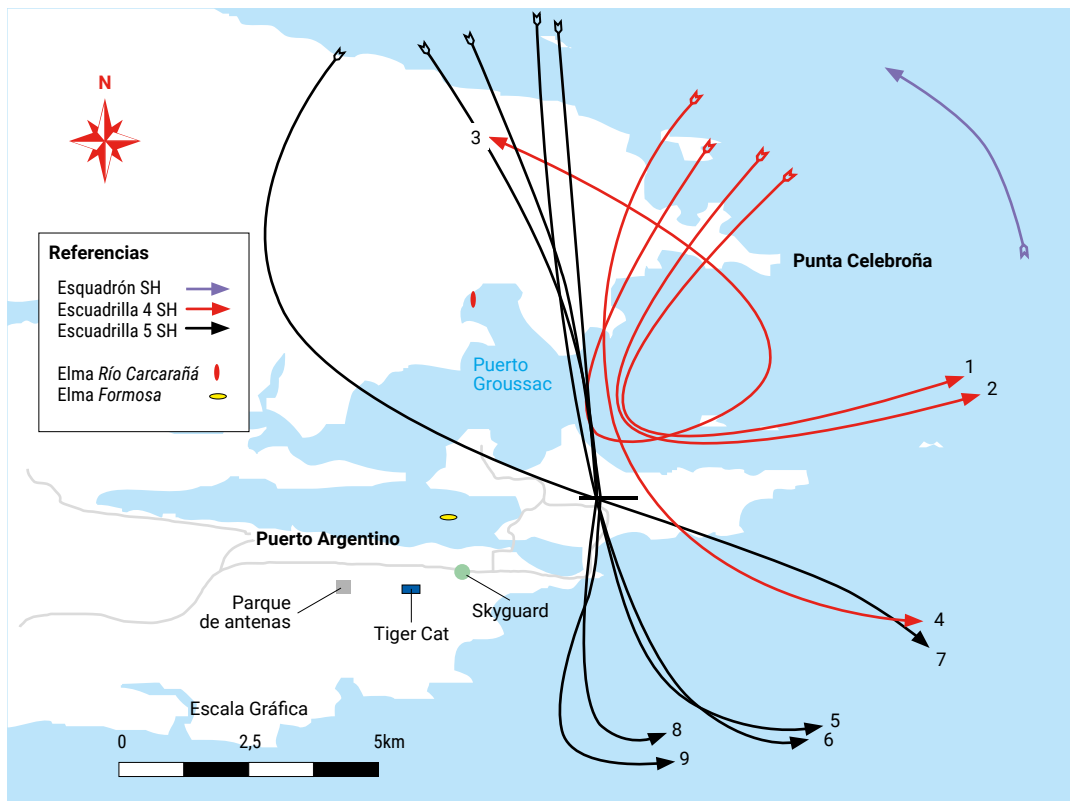 N
3
Referencias
Esquadrón SH
Escuadrilla 4 SH
Escuadrilla 5 SH
Elma Río Carcarañá
Elma Formosa
Punta Celebroña
Puerto
Groussac
1
2
Puerto Argentino
Parque
de antenas
Tiger Cat
Skyguard
4
7
5
6
8
9
Escala Gráfica
0 2,5 5km